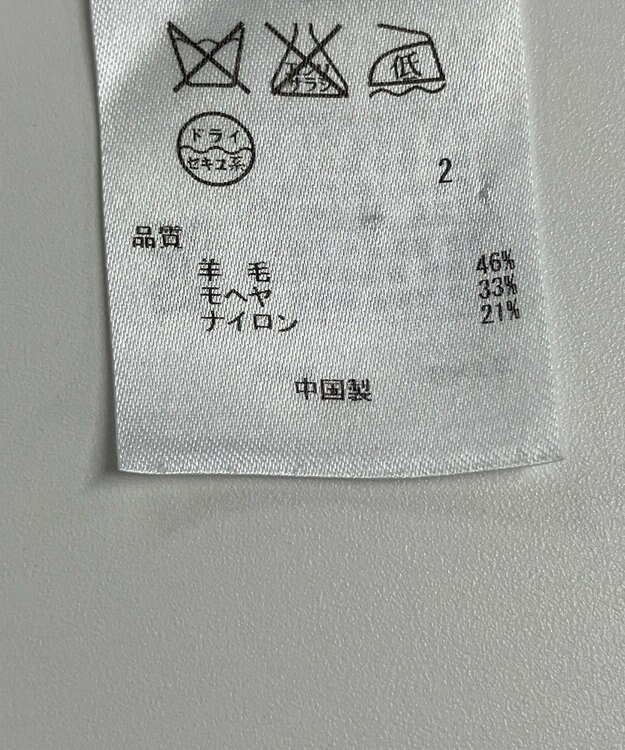 エンソ
サラシ
低
ドライ
セキユ系
2
品質
羊 毛 46%
モヘヤ 33%
ナイロン 21%
中国製